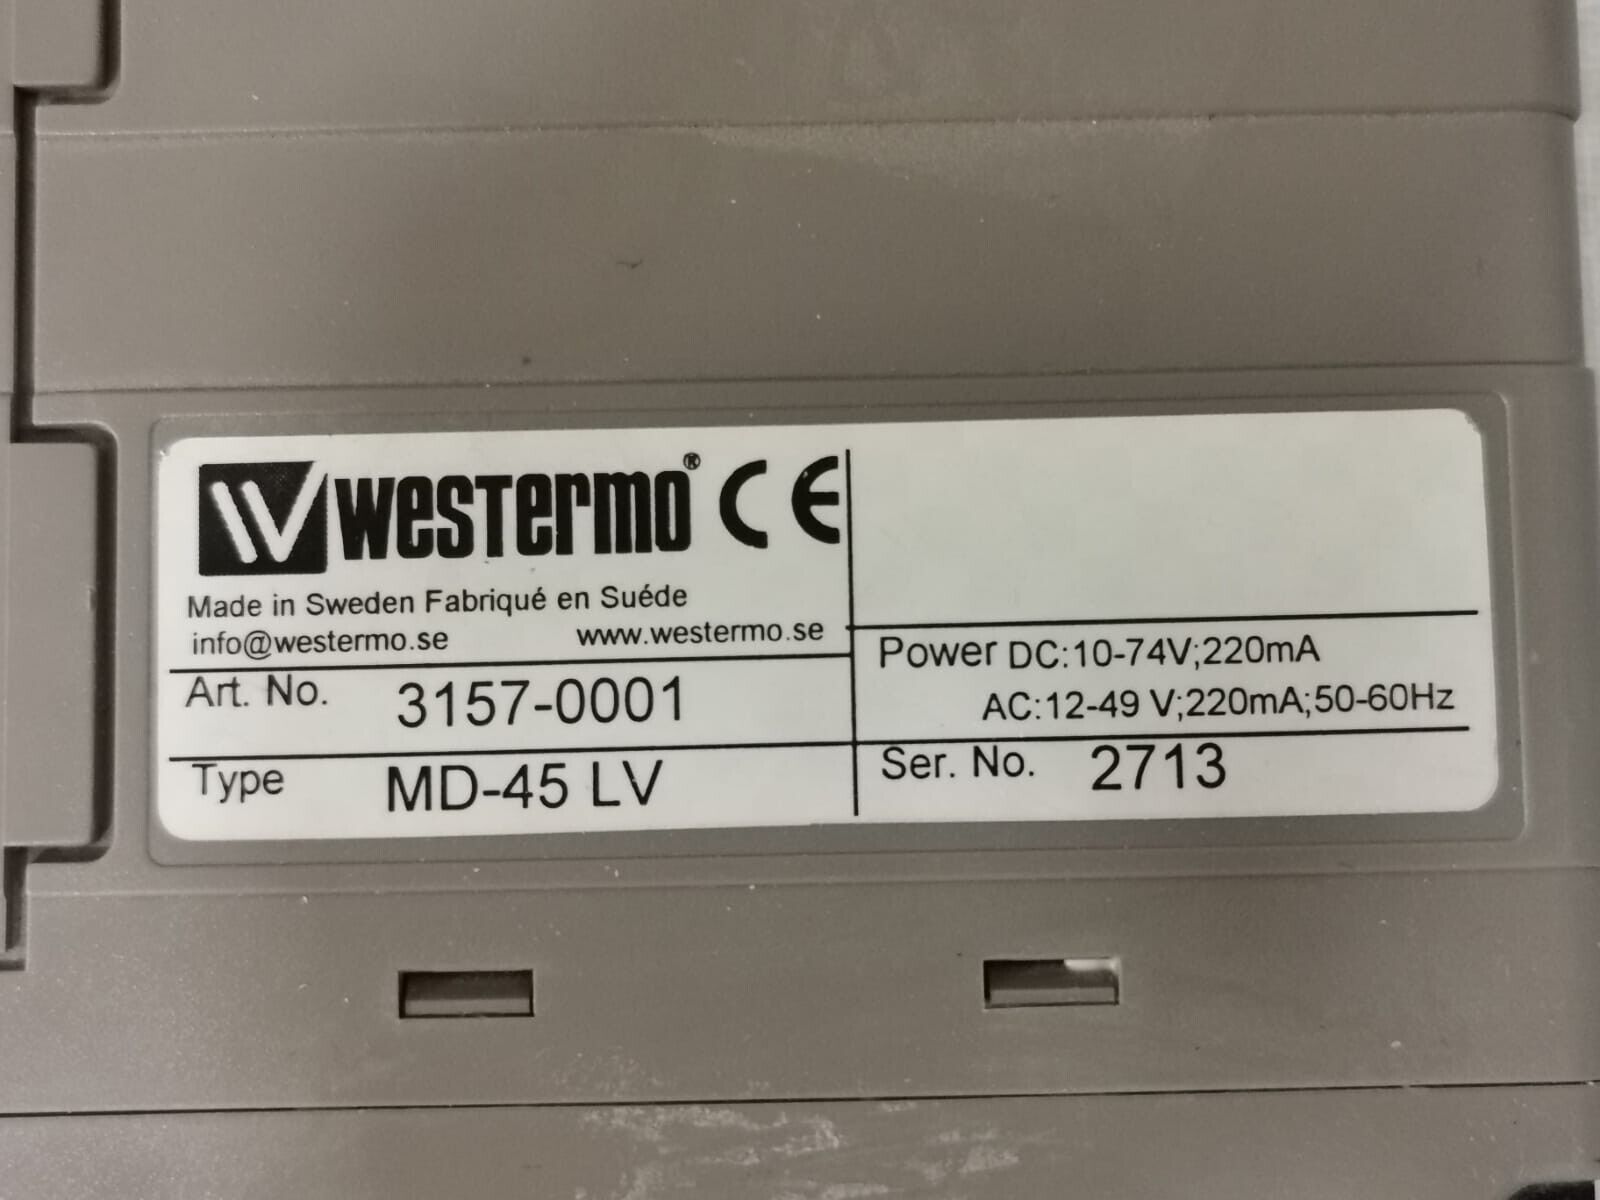 WESTERMO® CE
Made in Sweden Fabriqué en Suéde
info@westermo.se www.westermo.se
Art. No. 3157-0001
Type MD-45 LV
Power DC:10-74V;220mA
AC:12-49 V;220mA;50-60Hz
Ser. No. 2713